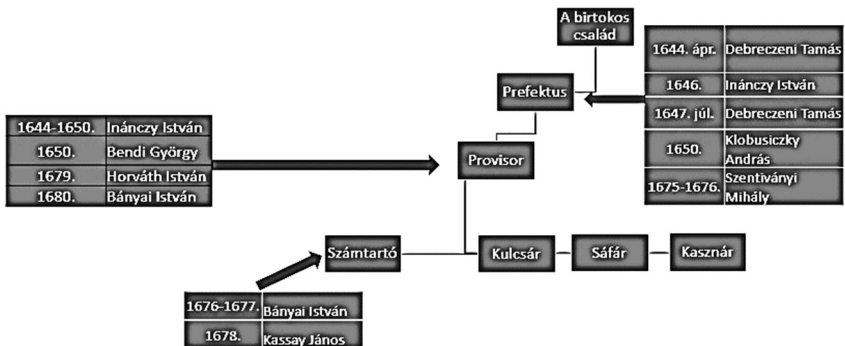 A birtokos
család
1644. ápr. Debreczeni Tamás
Prefektus
1646. Inánczy István
1647. júl. Debreczeni Tamás
1644-1650. Inánczy István
1650. Klobusiczky
András
1650. Bendi György
Provisor
1679. Horváth István
1675-1676. Szentiványi
Mihály
1680. Bányai István
Számtartó
Kulcsár
Sáfár
Kasznár
1676-1677. Bányai István
1678. Kassay János